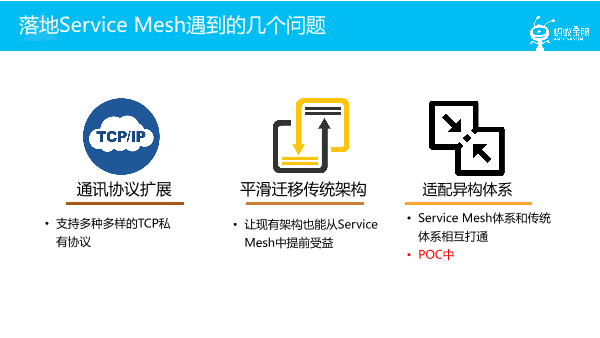 落地Service Mesh遇到的几个问题
蚂蚁金服
ANT FINANCIAL
TCP/IP
通讯协议扩展
• 支持多种多样的TCP私
有协议
平滑迁移传统架构
• 让现有架构也能从Service
Mesh中提前受益
适配异构体系
• Service Mesh体系和传统
体系相互打通
• POC中